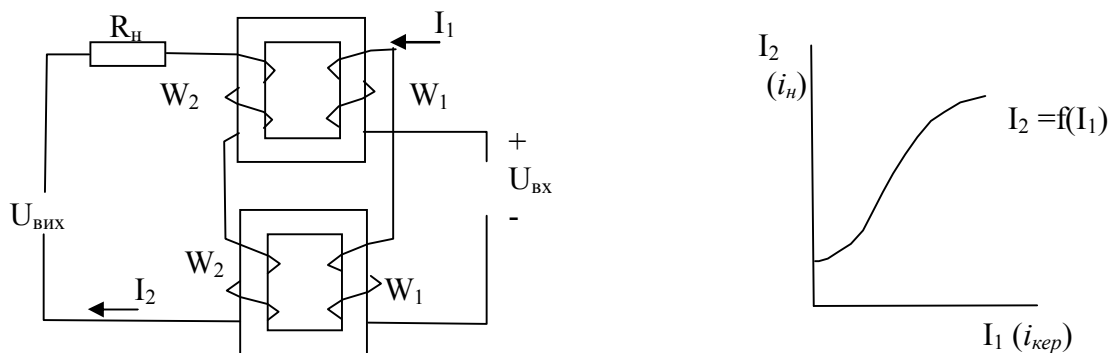 Rн
I1
W2
W1
+
Uвх
-
Uвих
W2
W1
I2
I2
(iн)
I2 =f(I1)
I1 (iкер)